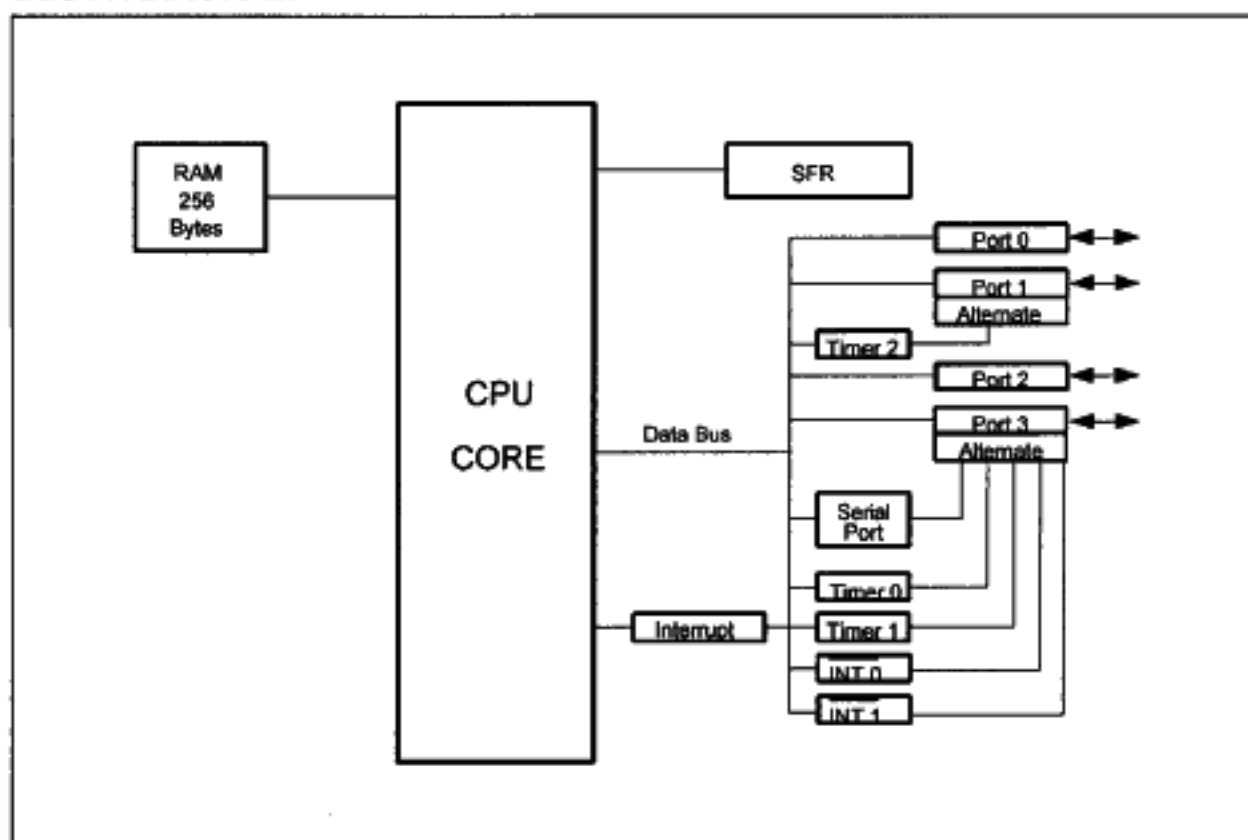 RAM
256
Bytes
CPU
CORE
SFR
Port 0
Port 1
Alternate
Timer 2
Port 2
Port 3
Alternate
Data Bus
Serial
Port
Timer 0
Interrupt
Timer 1
INT 0
INT 1